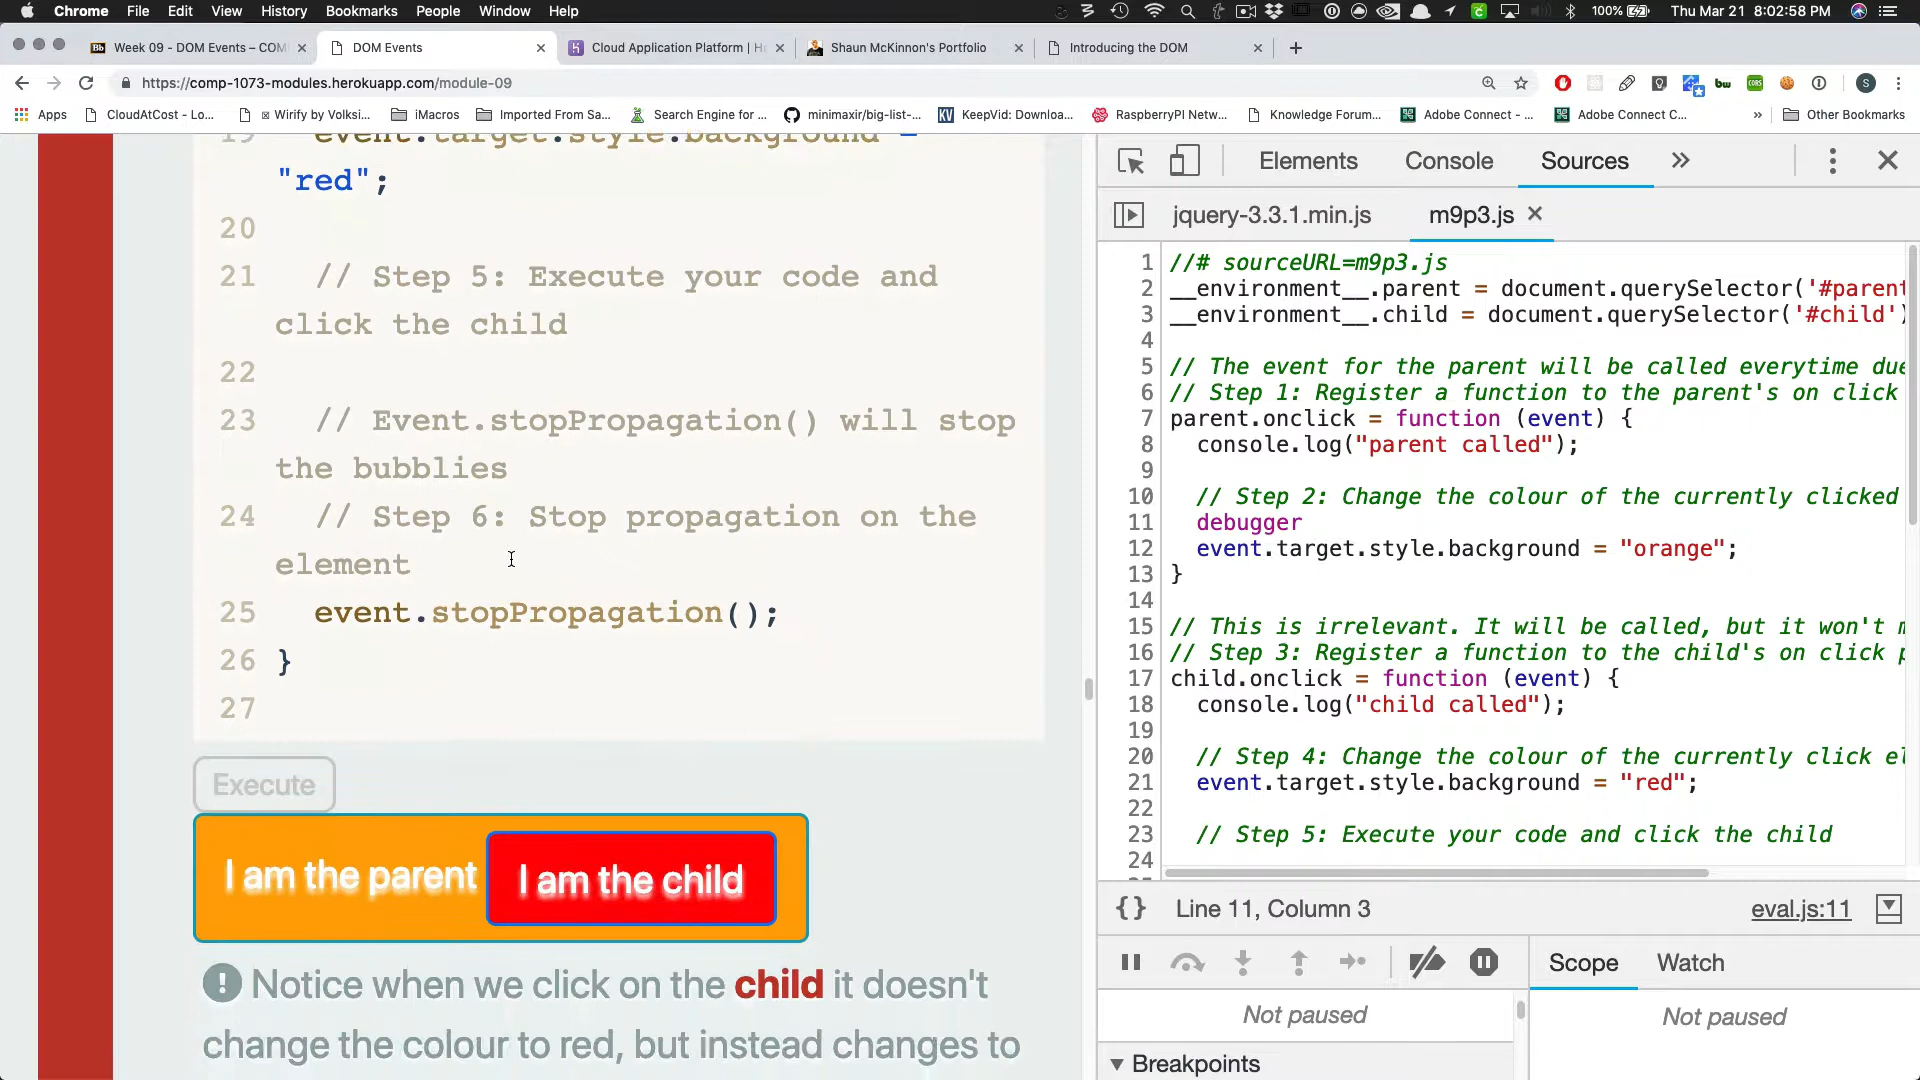 Chrome File Edit View History Bookmarks People Window Help 100% Thu Mar 21 8:02:58 PM
Bb Week 09 - DOM Events – COM DOM Events Cloud Application Platform | H Shaun McKinnon's Portfolio Introducing the DOM
https://comp-1073-modules.herokuapp.com/module-09
Apps CloudAtCost - Lo... Wirify by Volksi... iMacros Imported From Sa... Search Engine for ... minimaxir/big-list-... KV KeepVid: Downloa... RaspberryPI Netw... Knowledge Forum... Adobe Connect - ... Adobe Connect C... » Other Bookmarks
19 event.target.style.background =
"red";
20
21 // Step 5: Execute your code and
click the child
22
23 // Event.stopPropagation() will stop
the bubblies
24 // Step 6: Stop propagation on the
element
25 event.stopPropagation();
26 }
27
Execute
I am the parent I am the child
Notice when we click on the child it doesn't
change the colour to red, but instead changes to
Elements Console Sources »
jquery-3.3.1.min.js m9p3.js
1 //# sourceURL=m9p3.js
2 __environment__.parent = document.querySelector('#parent
3 __environment__.child = document.querySelector('#child')
4
5 // The event for the parent will be called everytime due
6 // Step 1: Register a function to the parent's on click
7 parent.onclick = function (event) {
8 console.log("parent called");
9
10 // Step 2: Change the colour of the currently clicked
11 debugger
12 event.target.style.background = "orange";
13 }
14
15 // This is irrelevant. It will be called, but it won't m
16 // Step 3: Register a function to the child's on click p
17 child.onclick = function (event) {
18 console.log("child called");
19
20 // Step 4: Change the colour of the currently click el
21 event.target.style.background = "red";
22
23 // Step 5: Execute your code and click the child
24
{} Line 11, Column 3 eval.js:11
Scope Watch
Not paused Not paused
Breakpoints